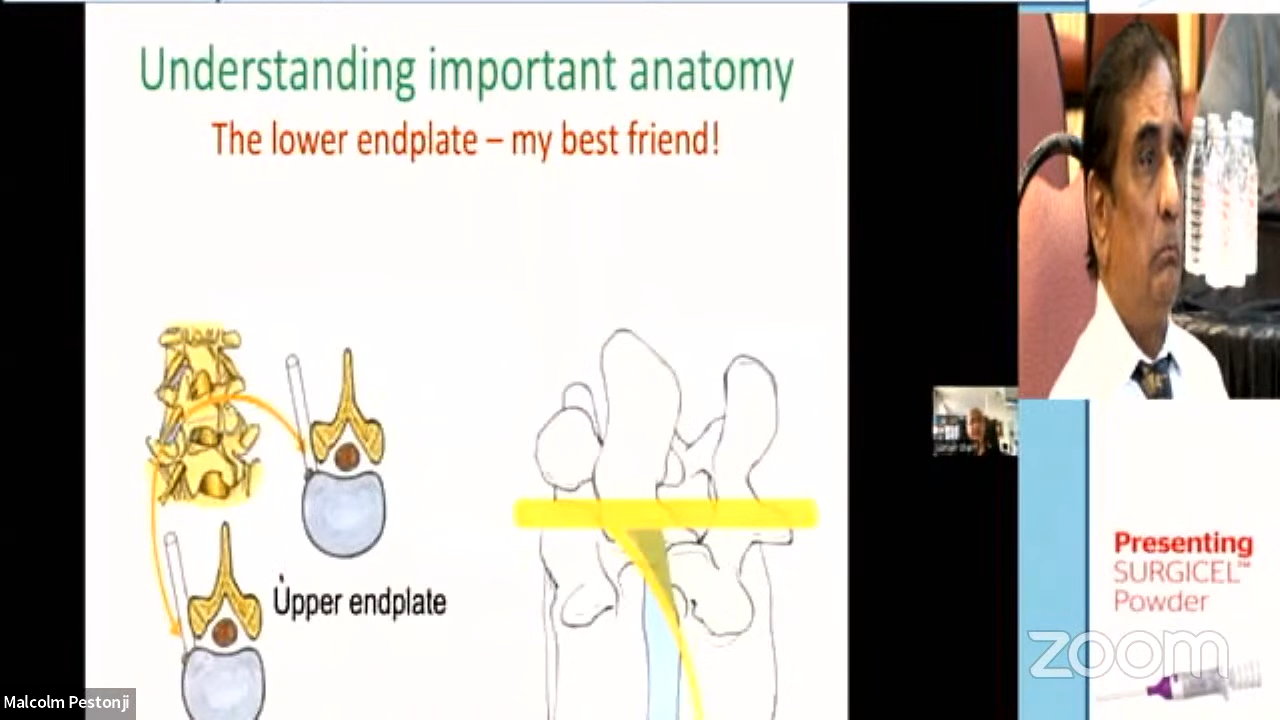 Understanding important anatomy
The lower endplate – my best friend!
Upper endplate
Presenting
SURGICEL™
Powder
zoom
Malcolm Pestonji